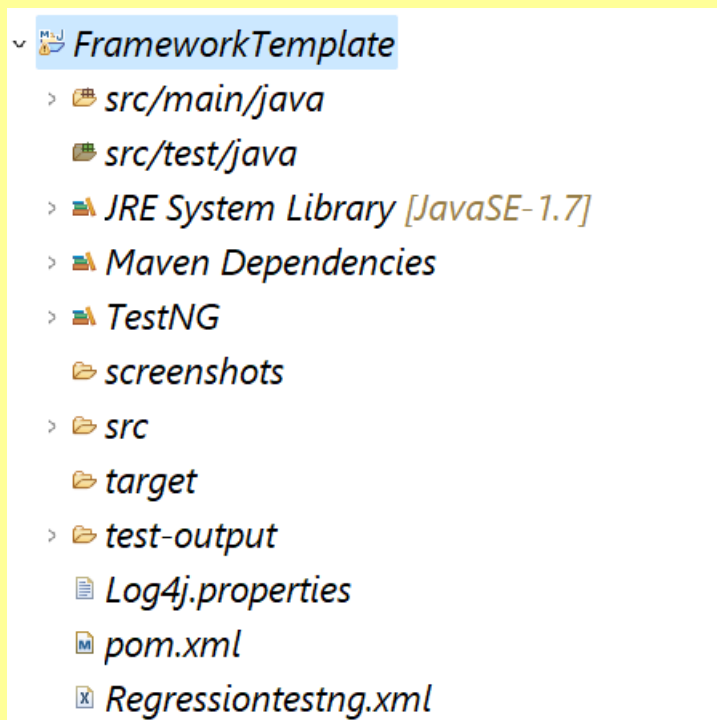 FrameworkTemplate
src/main/java
src/test/java
JRE System Library [JavaSE-1.7]
Maven Dependencies
TestNG
screenshots
src
target
test-output
Log4j.properties
pom.xml
Regressiontestng.xml